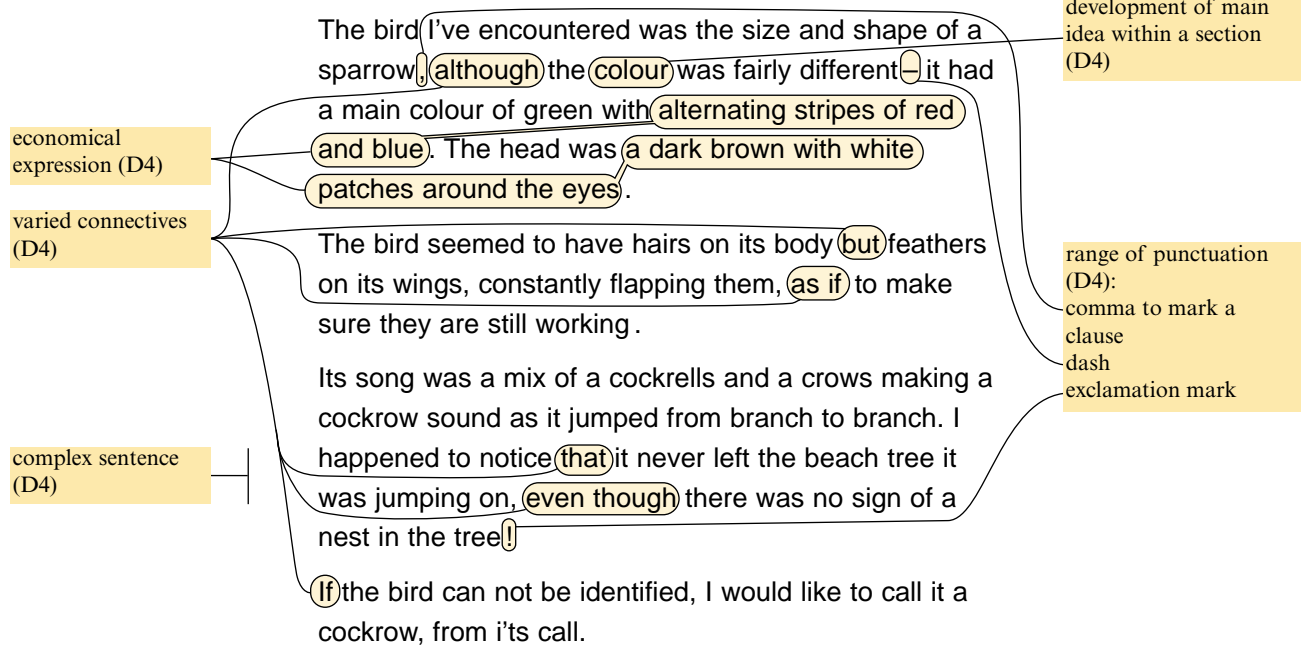 development of main
idea within a section
(D4)
The bird I've encountered was the size and shape of a
sparrow, although the colour was fairly different – it had
a main colour of green with alternating stripes of red
and blue. The head was a dark brown with white
patches around the eyes.
economical
expression (D4)
varied connectives
(D4)
The bird seemed to have hairs on its body but feathers
on its wings, constantly flapping them, as if to make
sure they are still working.
range of punctuation
(D4):
comma to mark a
clause
dash
exclamation mark
Its song was a mix of a cockrells and a crows making a
cockrow sound as it jumped from branch to branch. I
happened to notice that it never left the beach tree it
was jumping on, even though there was no sign of a
nest in the tree!
complex sentence
(D4)
If the bird can not be identified, I would like to call it a
cockrow, from i'ts call.